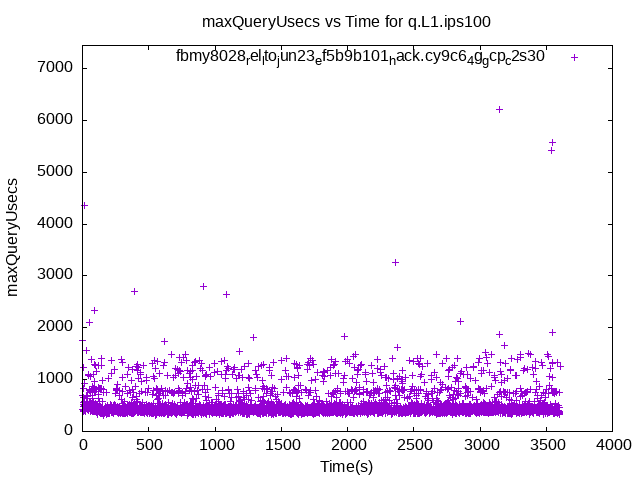 maxQueryUsecs vs Time for q.L1.ips100
fbmy8028relltojun23ef5b9b101hack.cy9c649ggcpc2s30
7000
6000
5000
4000
3000
2000
1000
0
maxQueryUsecs
0 500 1000 1500 2000 2500 3000 3500 4000
Time(s)